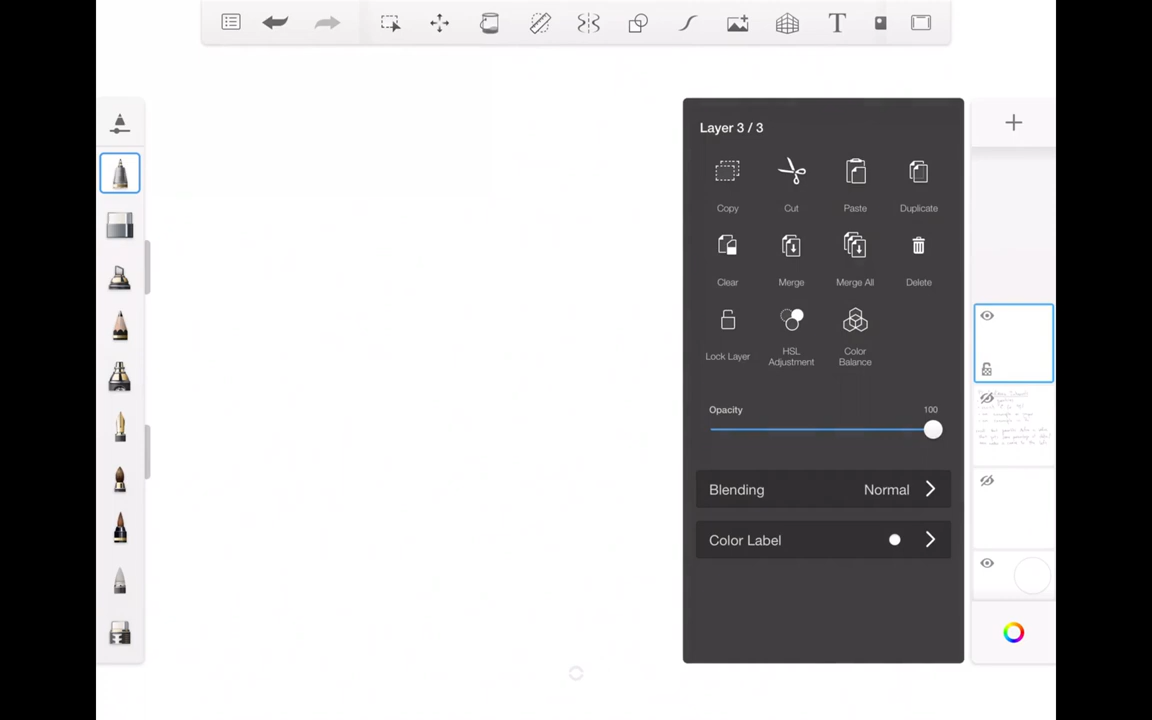 T
Layer 3 / 3
Copy Cut Paste Duplicate
Clear Merge Merge All Delete
Lock Layer HSL Adjustment Color Balance
Opacity 100
Blending Normal
Color Label